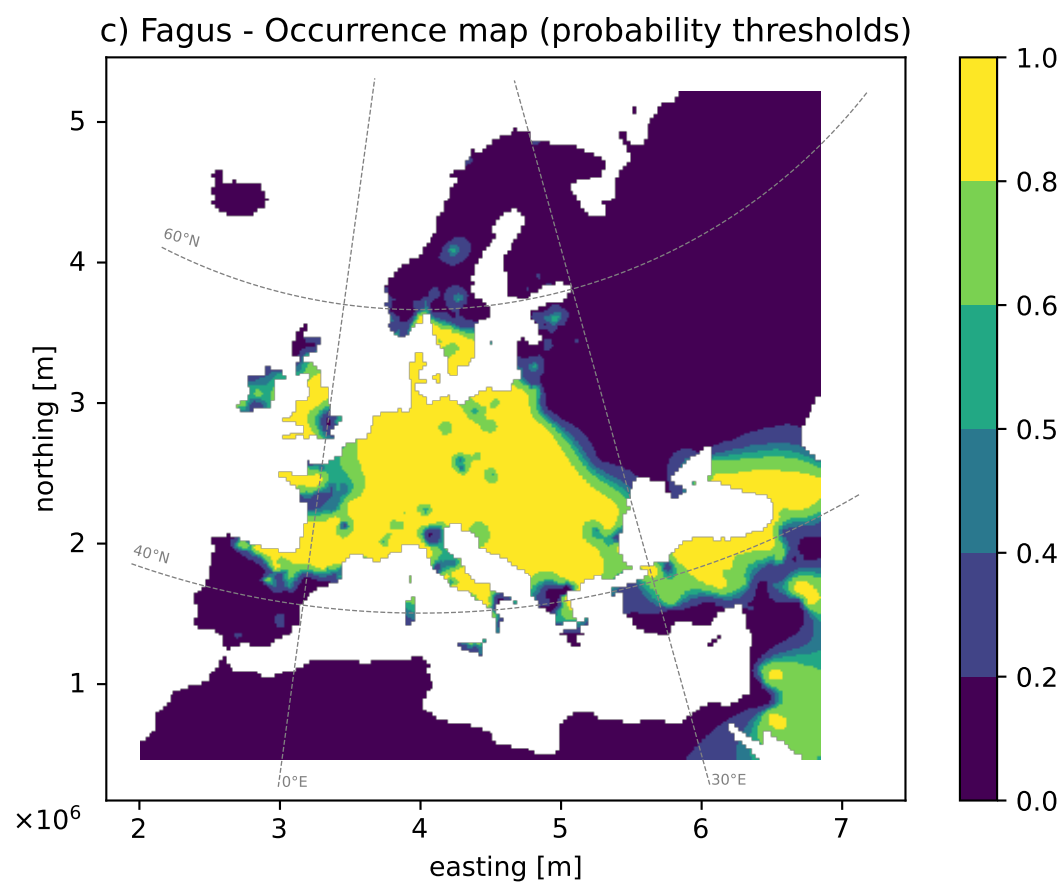 c) Fagus - Occurrence map (probability thresholds)
1.0
5
0.8
60°N
4
0.6
northing [m]
3
0.5
0.4
2
40°N
0.2
1
0°E
30°E
0.0
×10⁶
2 3 4 5 6 7
easting [m]